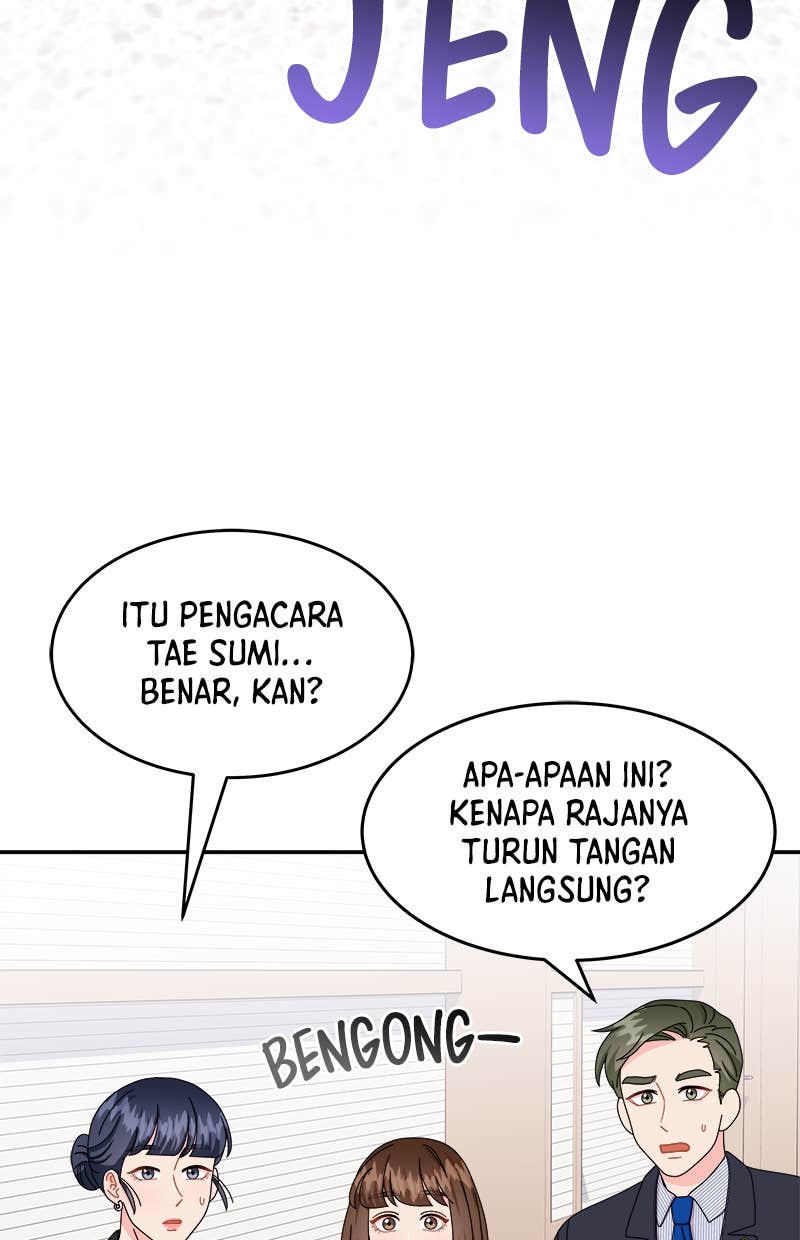 JENG
ITU PENGACARA
TAE SUMI...
BENAR, KAN?
APA-APAAN INI?
KENAPA RAJANYA
TURUN TANGAN
LANGSUNG?
BENGONG—